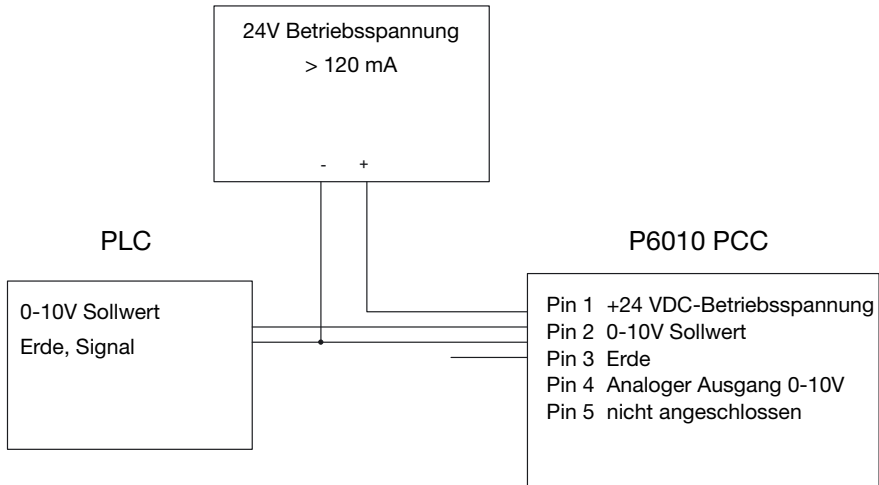 24V Betriebsspannung
> 120 mA
- +
PLC
0-10V Sollwert
Erde, Signal
P6010 PCC
Pin 1 +24 VDC-Betriebsspannung
Pin 2 0-10V Sollwert
Pin 3 Erde
Pin 4 Analoger Ausgang 0-10V
Pin 5 nicht angeschlossen